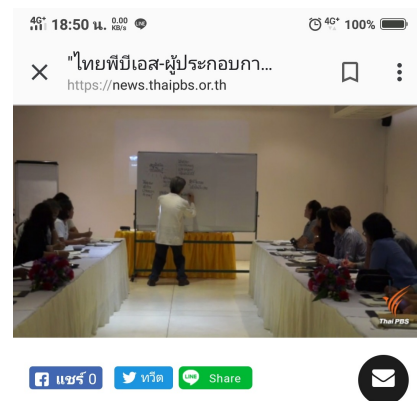 4G+ 18:50 น. 0.00 KB/s 4G+ 100%
"ไทยพีบีเอส-ผู้ประกอบกา...
https://news.thaipbs.or.th
Thai PBS
แชร์ 0 ทวีต LINE Share